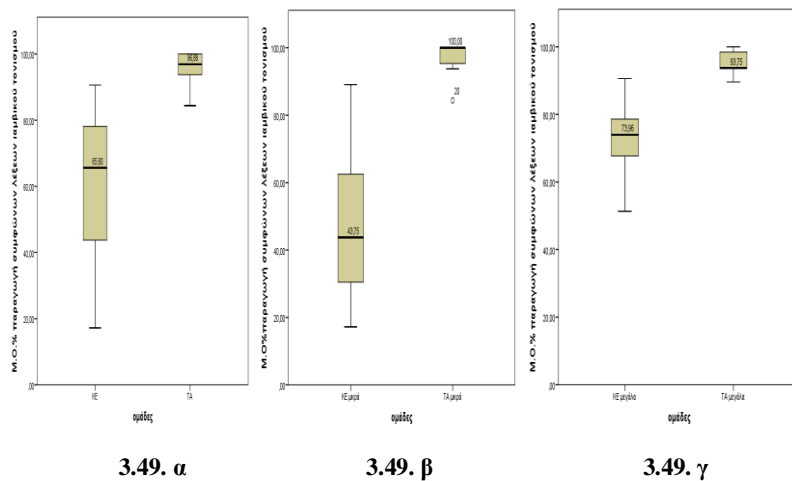 Μ.Ο.% παραγωγή συμφώνων λέξεων ιαμβικού τονισμού
100,00
80,00
60,00
40,00
20,00
,00
65,60
96,88
ΚΕ
ΤΑ
ομάδες
3.49. α
Μ.Ο%παραγωγή συμφώνων λέξεων ιαμβικού τονισμού
100,00
80,00
60,00
40,00
20,00
,00
43,75
100,00
20
ΚΕ μικρά
ΤΑ μικρά
ομάδες
3.49. β
Μ.Ο.% παραγωγή συμφώνων λέξεων ιαμβικού τονισμού
100,00
80,00
60,00
40,00
20,00
,00
73,96
93,75
ΚΕ μεγάλα
ΤΑ μεγάλα
ομάδες
3.49. γ